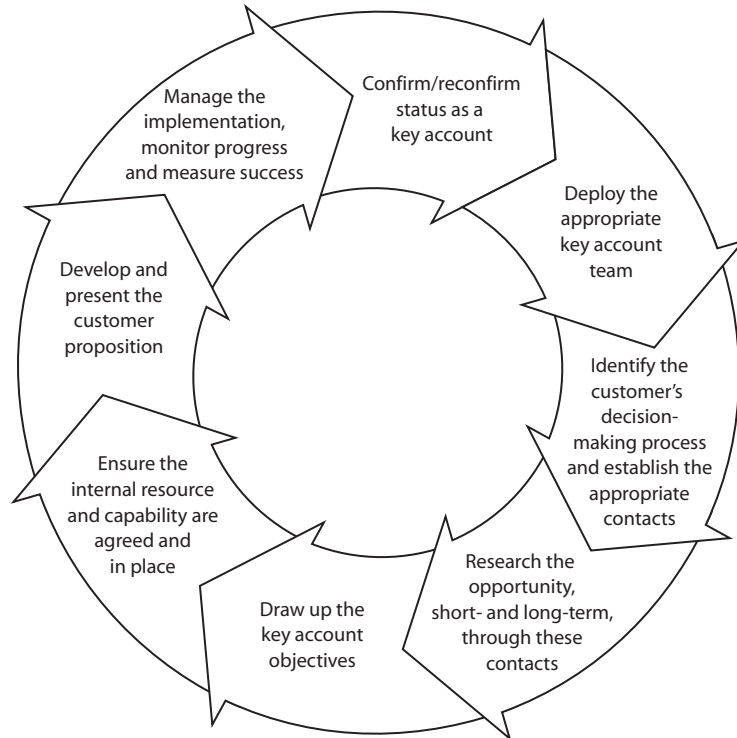 Confirm/reconfirm
status as a
key account
Deploy the
appropriate
key account
team
Identify the
customer’s
decision-
making process
and establish the
appropriate
contacts
Research the
opportunity,
short- and long-term,
through these
contacts
Draw up the
key account
objectives
Ensure the
internal resource
and capability are
agreed and
in place
Develop and
present the
customer
proposition
Manage the
implementation,
monitor progress
and measure success